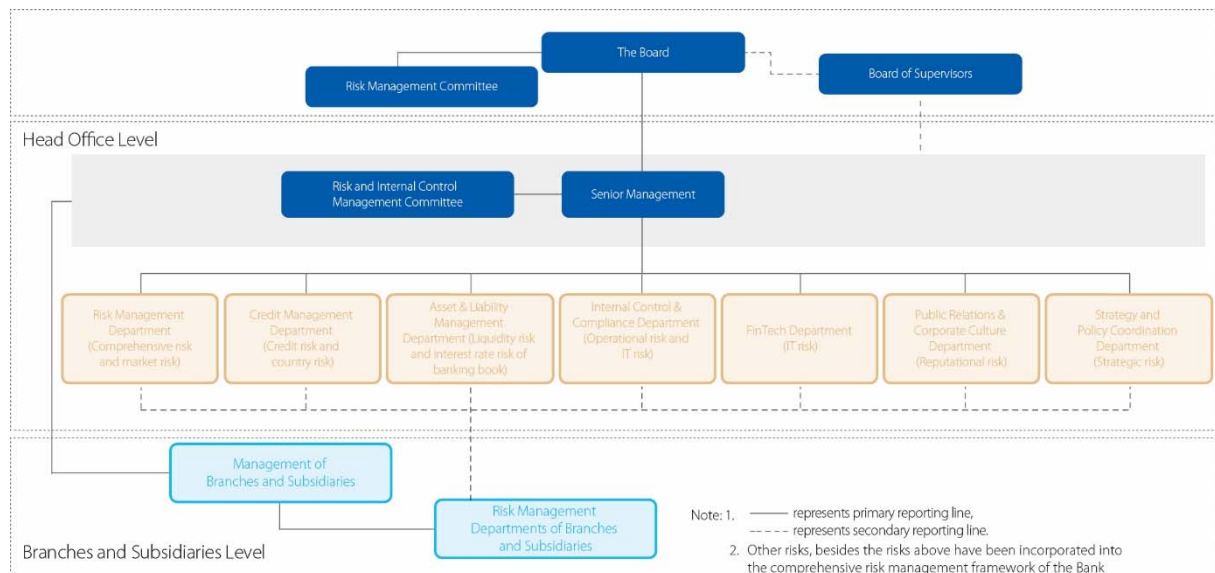 The Board
Board of Supervisors
Risk Management Committee
Head Office Level
Risk and Internal Control
Management Committee
Senior Management
Risk Management
Department
(Comprehensive risk
and market risk)
Credit Management
Department
(Credit risk and
country risk)
Asset & Liability
Management
Department (Liquidity risk
and interest rate risk of
banking book)
Internal Control &
Compliance Department
(Operational risk and
IT risk)
FinTech Department
(IT risk)
Public Relations &
Corporate Culture
Department
(Reputational risk)
Strategy and
Policy Coordination
Department
(Strategic risk)
Management of
Branches and Subsidiaries
Risk Management
Departments of Branches
and Subsidiaries
Branches and Subsidiaries Level
Note: 1. represents primary reporting line,
represents secondary reporting line.
2. Other risks, besides the risks above have been incorporated into
the comprehensive risk management framework of the Bank